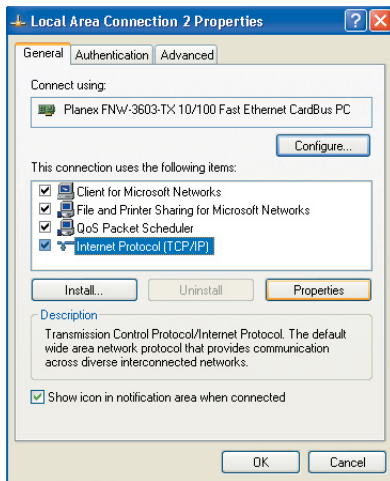 Local Area Connection 2 Properties
General Authentication Advanced
Connect using:
Planex FNW-3603-TX 10/100 Fast Ethernet CardBus PC
Configure...
This connection uses the following items:
Client for Microsoft Networks
File and Printer Sharing for Microsoft Networks
QoS Packet Scheduler
Internet Protocol (TCP/IP)
Install... Uninstall Properties
Description
Transmission Control Protocol/Internet Protocol. The default
wide area network protocol that provides communication
across diverse interconnected networks.
Show icon in notification area when connected
OK Cancel